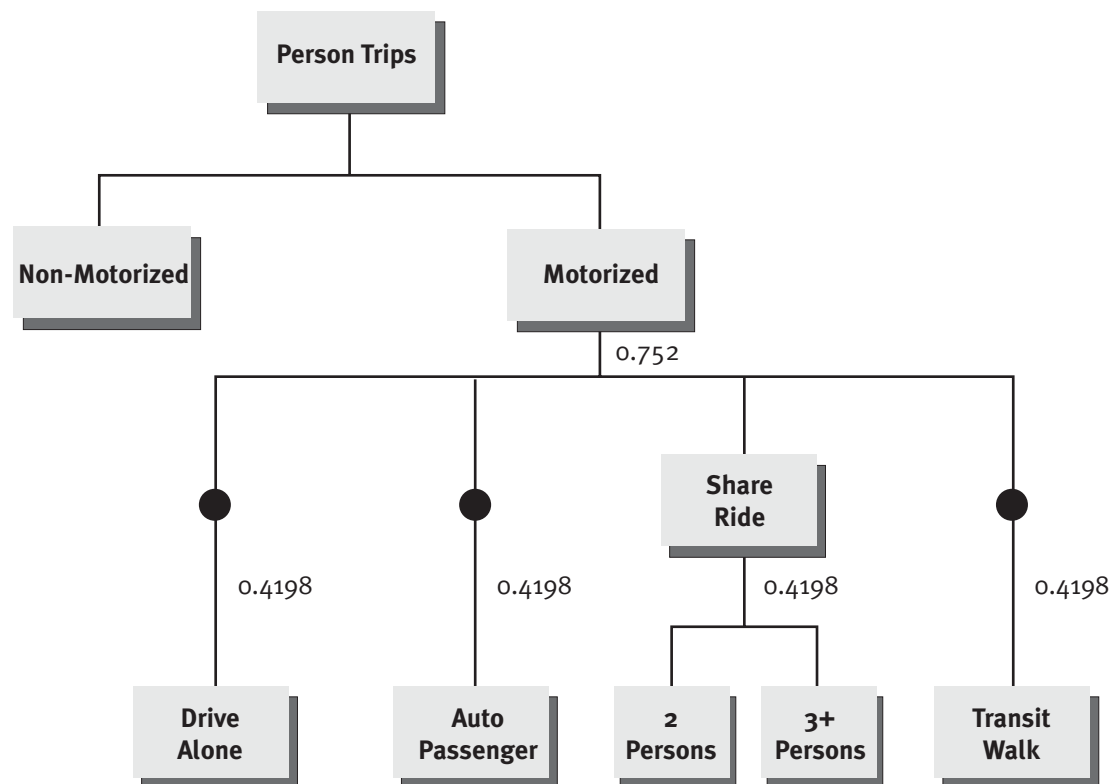 Person Trips
Non-Motorized
Motorized
0.752
Share
Ride
0.4198
0.4198
0.4198
0.4198
Drive
Alone
Auto
Passenger
2
Persons
3+
Persons
Transit
Walk